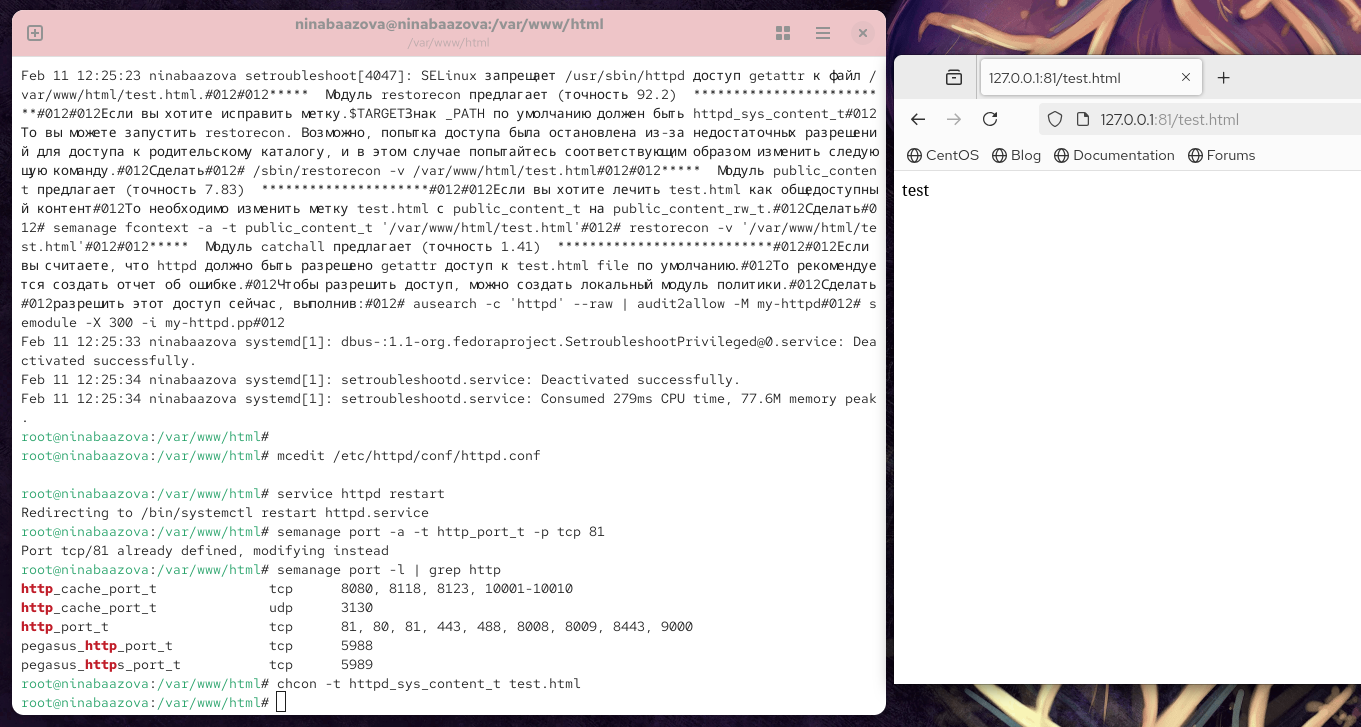 ninabaazova@ninabaazova:/var/www/html
/var/www/html
Feb 11 12:25:23 ninabaazova setroubleshoot[4047]: SELinux запрещает /usr/sbin/httpd доступ getattr к файл /
var/www/html/test.html.#012#012***** Модуль restorecon предлагает (точность 92.2) ***********************
**#012#012Если вы хотите исправить метку.$TARGETЗнак _PATH по умолчанию должен быть httpd_sys_content_t#012
То вы можете запустить restorecon. Возможно, попытка доступа была остановлена из-за недостаточных разрешени
й для доступа к родительскому каталогу, и в этом случае попытайтесь соответствующим образом изменить следую
щую команду.#012Сделать#012# /sbin/restorecon -v /var/www/html/test.html#012#012***** Модуль public_conten
t предлагает (точность 7.83) *********************#012#012Если вы хотите лечить test.html как общедоступны
й контент#012То необходимо изменить метку test.html с public_content_t на public_content_rw_t.#012Сделать#0
12# semanage fcontext -a -t public_content_t '/var/www/html/test.html'#012# restorecon -v '/var/www/html/te
st.html'#012#012***** Модуль catchall предлагает (точность 1.41) ***************************#012#012Если
вы считаете, что httpd должно быть разрешено getattr доступ к test.html file по умолчанию.#012То рекомендуе
тся создать отчет об ошибке.#012Чтобы разрешить доступ, можно создать локальный модуль политики.#012Сделать
#012разрешить этот доступ сейчас, выполнив:#012# ausearch -c 'httpd' --raw | audit2allow -M my-httpd#012# s
emodule -X 300 -i my-httpd.pp#012
Feb 11 12:25:33 ninabaazova systemd[1]: dbus-:1.1-org.fedoraproject.SetroubleshootPrivileged@0.service: Dea
ctivated successfully.
Feb 11 12:25:34 ninabaazova systemd[1]: setroubleshootd.service: Deactivated successfully.
Feb 11 12:25:34 ninabaazova systemd[1]: setroubleshootd.service: Consumed 279ms CPU time, 77.6M memory peak
.
root@ninabaazova:/var/www/html#
root@ninabaazova:/var/www/html# mcedit /etc/httpd/conf/httpd.conf
root@ninabaazova:/var/www/html# service httpd restart
Redirecting to /bin/systemctl restart httpd.service
root@ninabaazova:/var/www/html# semanage port -a -t http_port_t -p tcp 81
Port tcp/81 already defined, modifying instead
root@ninabaazova:/var/www/html# semanage port -l | grep http
http_cache_port_t tcp 8080, 8118, 8123, 10001-10010
http_cache_port_t udp 3130
http_port_t tcp 81, 80, 81, 443, 488, 8008, 8009, 8443, 9000
pegasus_http_port_t tcp 5988
pegasus_https_port_t tcp 5989
root@ninabaazova:/var/www/html# chcon -t httpd_sys_content_t test.html
root@ninabaazova:/var/www/html#
127.0.0.1:81/test.html
127.0.0.1:81/test.html
CentOS Blog Documentation Forums
test